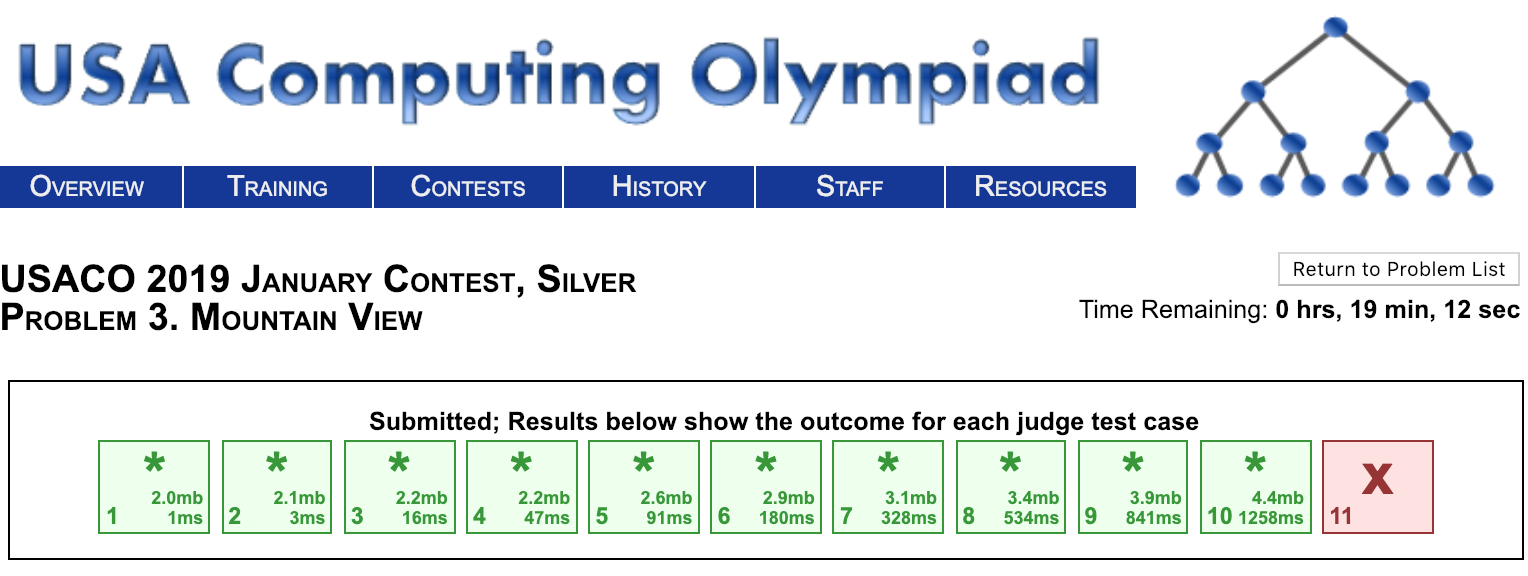 USA Computing Olympiad
OVERVIEW TRAINING CONTESTS HISTORY STAFF RESOURCES
USACO 2019 JANUARY CONTEST, SILVER
PROBLEM 3. MOUNTAIN VIEW
Return to Problem List
Time Remaining: 0 hrs, 19 min, 12 sec
Submitted; Results below show the outcome for each judge test case
* * * * * * * * * * x
2.0mb 2.1mb 2.2mb 2.2mb 2.6mb 2.9mb 3.1mb 3.4mb 3.9mb 4.4mb
1 1ms 2 3ms 3 16ms 4 47ms 5 91ms 6 180ms 7 328ms 8 534ms 9 841ms 10 1258ms 11